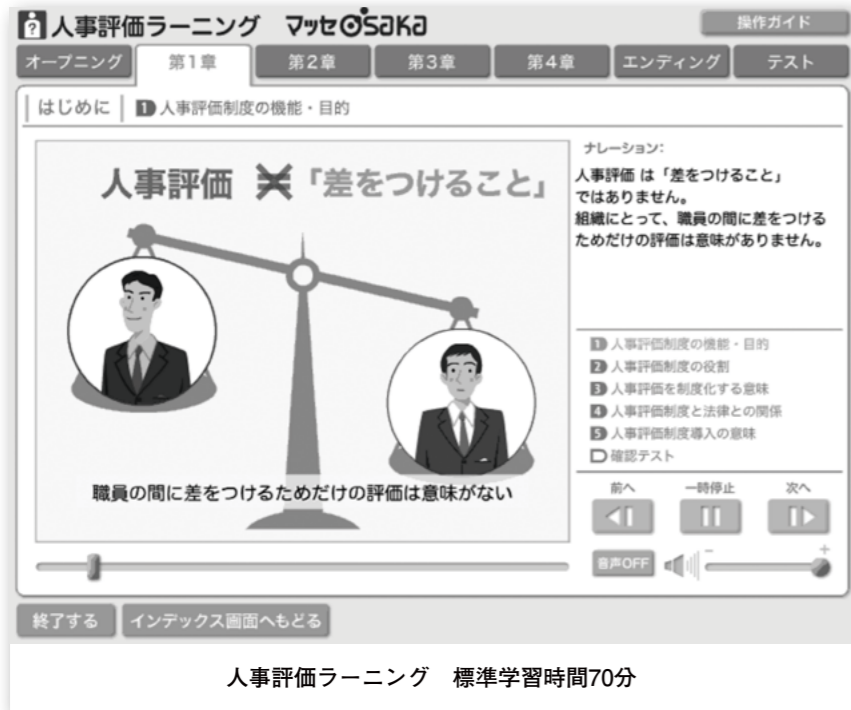 人事評価ラーニング マッセOSaKa
操作ガイド
オープニング 第1章 第2章 第3章 第4章 エンディング テスト
はじめに 1 人事評価制度の機能・目的
人事評価 ≠「差をつけること」
職員の間に差をつけるためだけの評価は意味がない
ナレーション:
人事評価 は「差をつけること」
ではありません。
組織にとって、職員の間に差をつける
ためだけの評価は意味がありません。
1 人事評価制度の機能・目的
2 人事評価制度の役割
3 人事評価を制度化する意味
4 人事評価制度と法律との関係
5 人事評価制度導入の意味
確認テスト
前へ 一時停止 次へ
音声OFF - +
終了する インデックス画面へもどる
人事評価ラーニング 標準学習時間70分